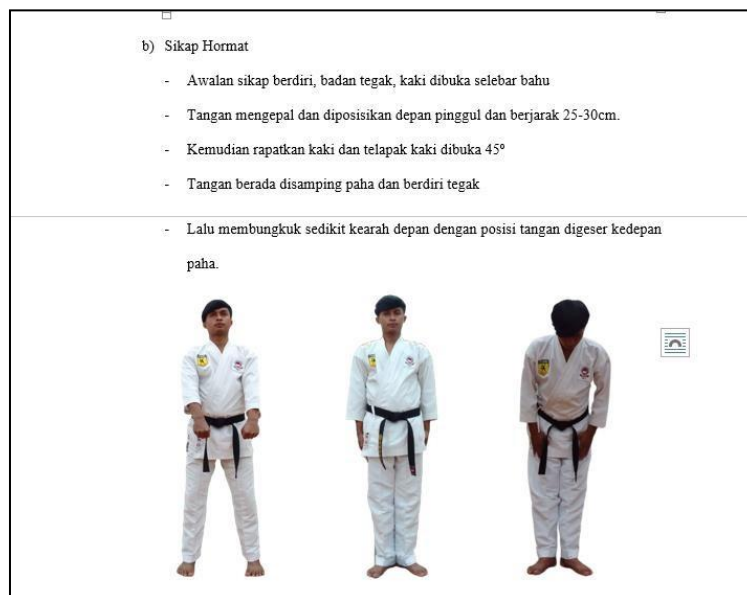 b) Sikap Hormat
- Awalan sikap berdiri, badan tegak, kaki dibuka selebar bahu
- Tangan mengepal dan diposisikan depan pinggul dan berjarak 25-30cm.
- Kemudian rapatkan kaki dan telapak kaki dibuka 45º
- Tangan berada disamping paha dan berdiri tegak
- Lalu membungkuk sedikit kearah depan dengan posisi tangan digeser kedepan
paha.